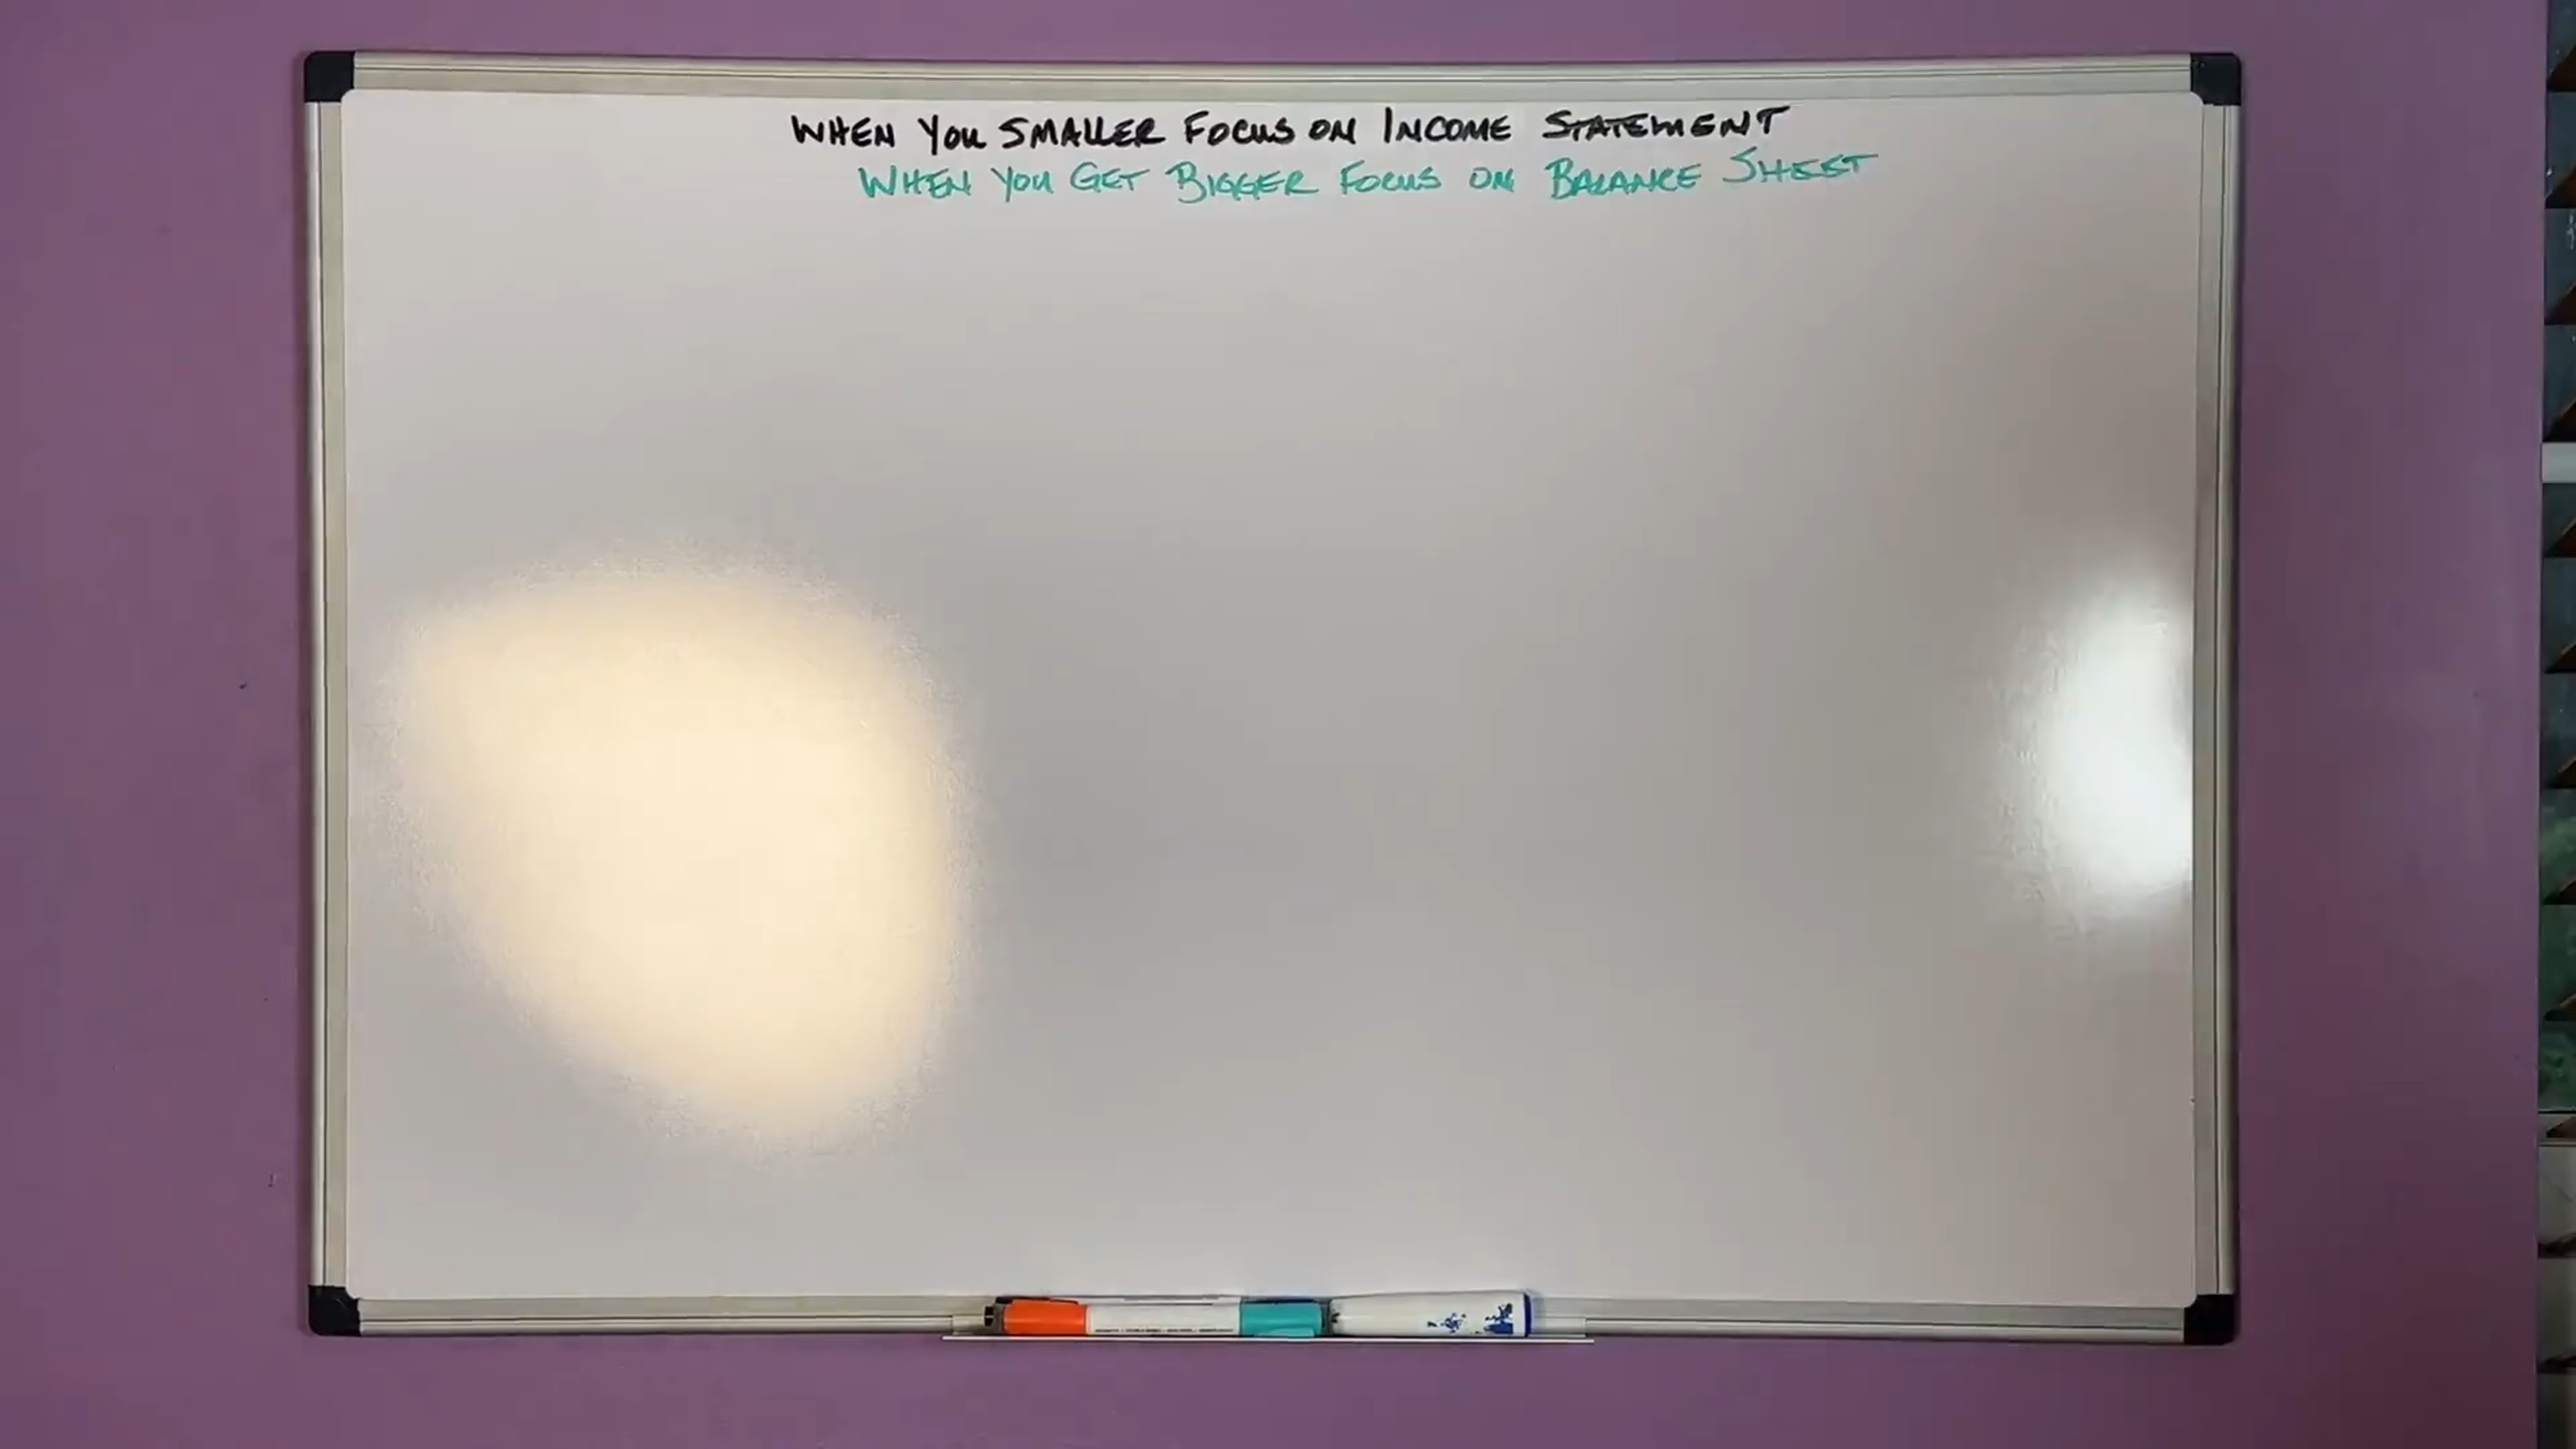 WHEN YOU SMALLER FOCUS ON INCOME STATEMENT
WHEN YOU GET BIGGER FOCUS ON BALANCE SHEET